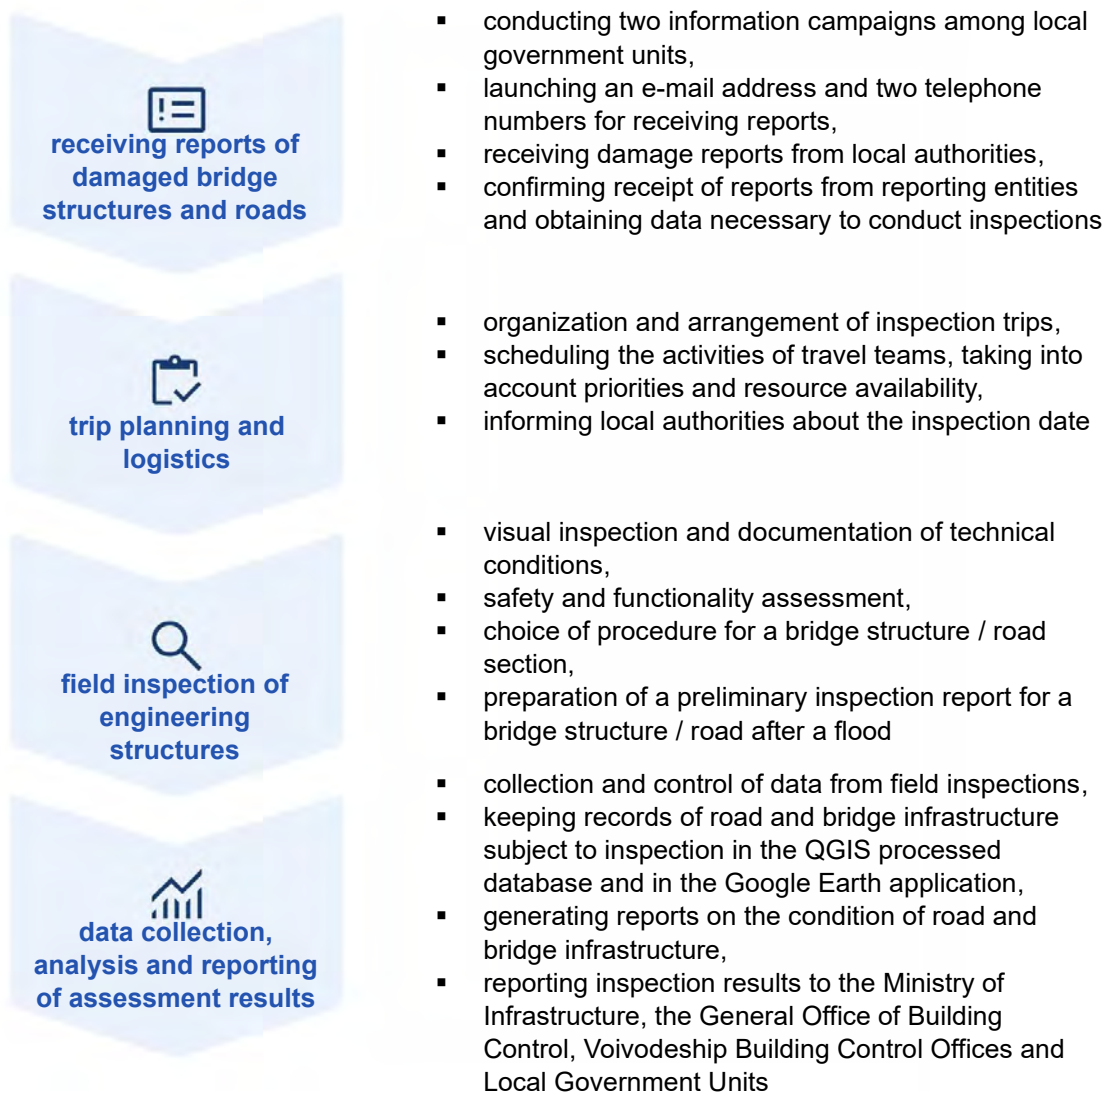 receiving reports of
damaged bridge
structures and roads
▪ conducting two information campaigns among local
government units,
▪ launching an e-mail address and two telephone
numbers for receiving reports,
▪ receiving damage reports from local authorities,
▪ confirming receipt of reports from reporting entities
and obtaining data necessary to conduct inspections
trip planning and
logistics
▪ organization and arrangement of inspection trips,
▪ scheduling the activities of travel teams, taking into
account priorities and resource availability,
▪ informing local authorities about the inspection date
field inspection of
engineering
structures
▪ visual inspection and documentation of technical
conditions,
▪ safety and functionality assessment,
▪ choice of procedure for a bridge structure / road
section,
▪ preparation of a preliminary inspection report for a
bridge structure / road after a flood
data collection,
analysis and reporting
of assessment results
▪ collection and control of data from field inspections,
▪ keeping records of road and bridge infrastructure
subject to inspection in the QGIS processed
database and in the Google Earth application,
▪ generating reports on the condition of road and
bridge infrastructure,
▪ reporting inspection results to the Ministry of
Infrastructure, the General Office of Building
Control, Voivodeship Building Control Offices and
Local Government Units